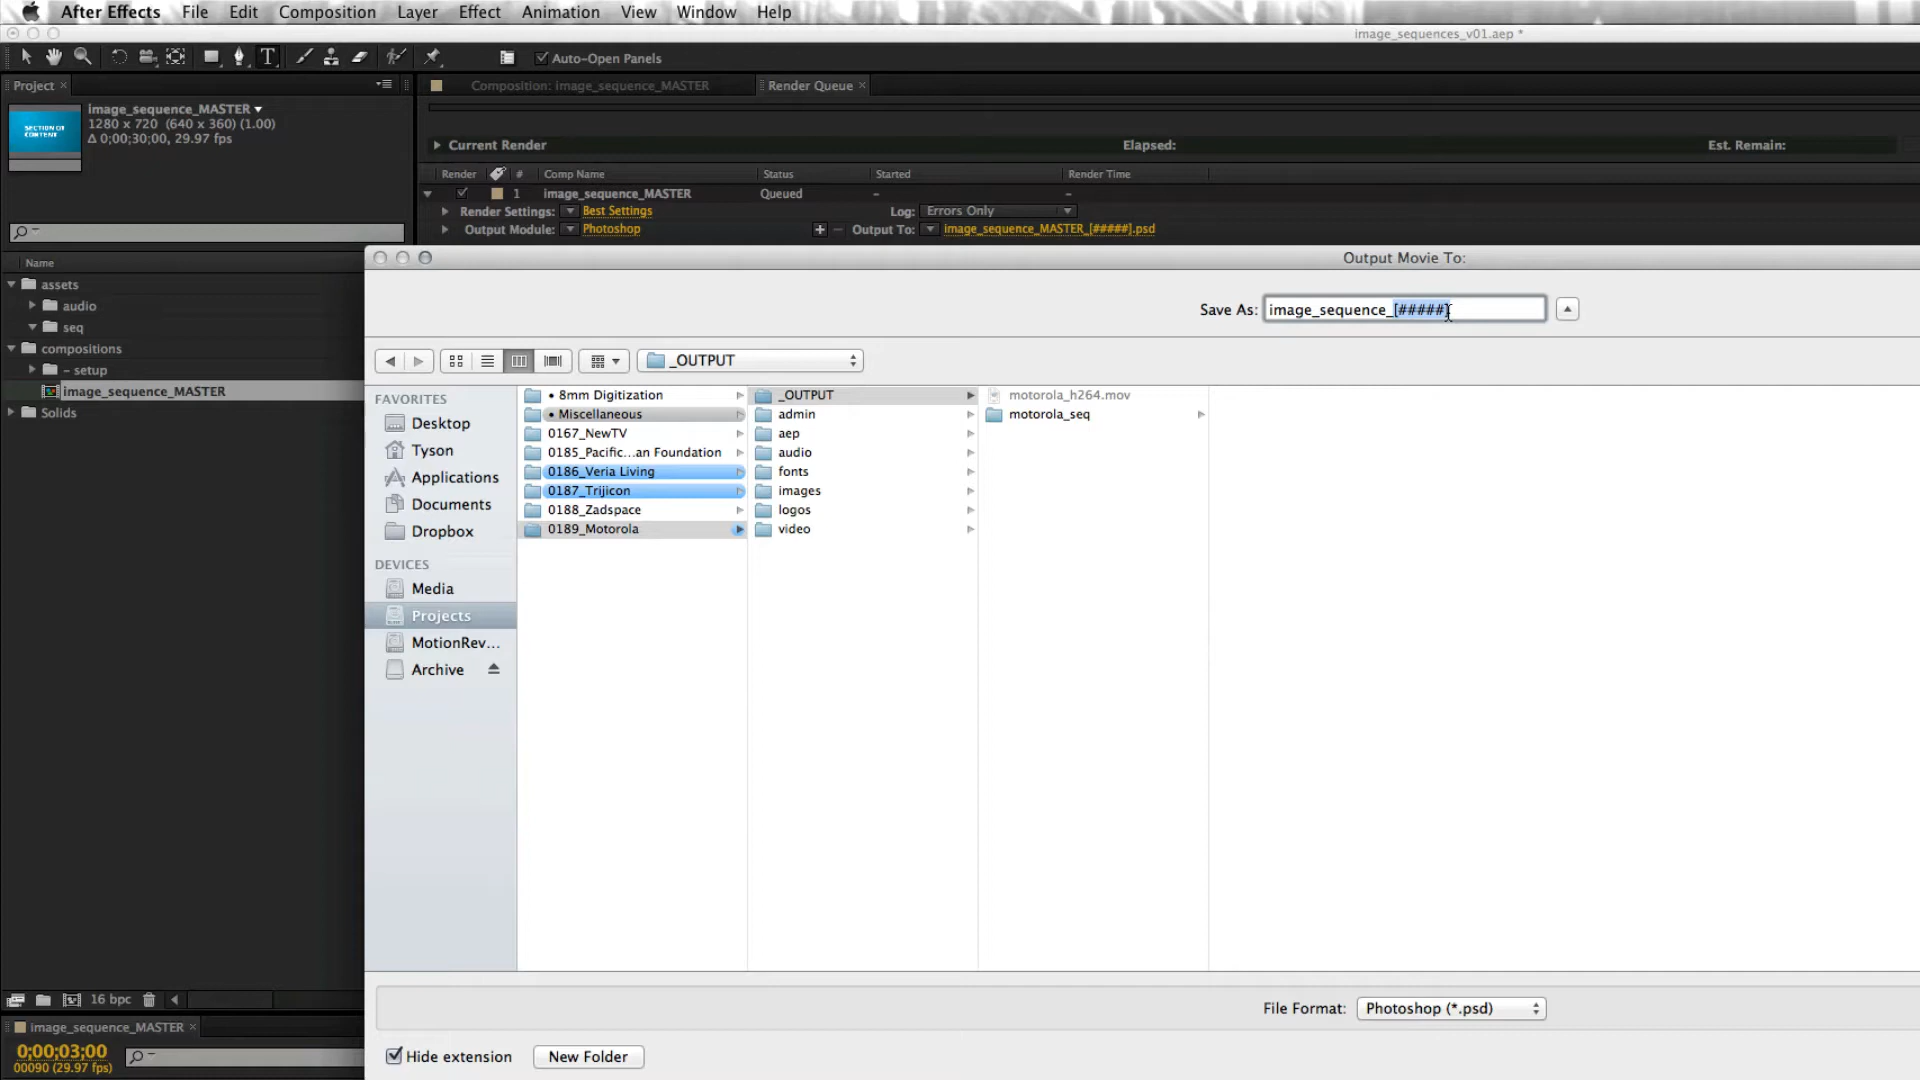 After Effects File Edit Composition Layer Effect Animation View Window Help
image_sequences_v01.aep *
T Auto-Open Panels
Project × Composition: image_sequence_MASTER Render Queue ×
image_sequence_MASTER
1280 x 720 (640 x 360) (1.00)
Δ 0;00;30;00, 29.97 fps
SECTION OF
CONTENT
Current Render Elapsed: Est. Remain:
Render # Comp Name Status Started Render Time
1 image_sequence_MASTER Queued – –
Render Settings: Best Settings Log: Errors Only
Output Module: Photoshop Output To: image_sequence_MASTER_[#####].psd
Name
assets
audio
seq
compositions
- setup
image_sequence_MASTER
Solids
Output Movie To:
Save As: image_sequence_[#####]
_OUTPUT
FAVORITES
Desktop
Tyson
Applications
Documents
Dropbox
DEVICES
Media
Projects
MotionRev...
Archive
• 8mm Digitization
• Miscellaneous
0167_NewTV
0185_Pacific...an Foundation
0186_Veria Living
0187_Trijicon
0188_Zadspace
0189_Motorola
_OUTPUT
admin
aep
audio
fonts
images
logos
video
motorola_h264.mov
motorola_seq
File Format: Photoshop (*.psd)
Hide extension New Folder
16 bpc
image_sequence_MASTER ×
0;00;03;00
00090 (29.97 fps)